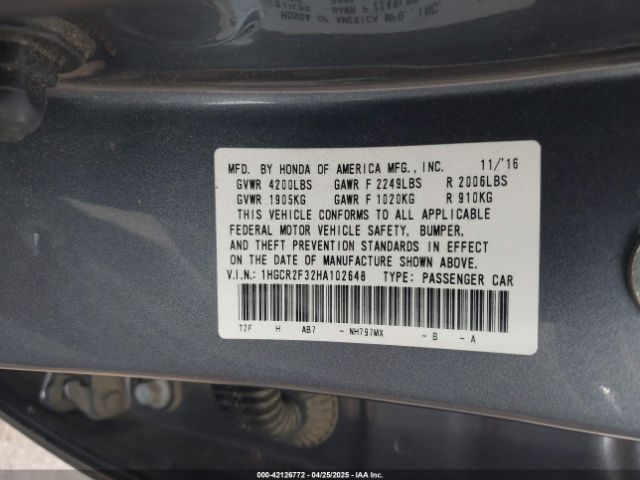 MFD. BY HONDA OF AMERICA MFG., INC. 11/'16
GVWR 4200LBS GAWR F 2249LBS R 2006LBS
GVWR 1905KG GAWR F 1020KG R 910KG
THIS VEHICLE CONFORMS TO ALL APPLICABLE
FEDERAL MOTOR VEHICLE SAFETY, BUMPER,
AND THEFT PREVENTION STANDARDS IN EFFECT
ON THE DATE OF MANUFACTURE SHOWN ABOVE.
V.I.N.: 1HGCR2F32HA102646 TYPE: PASSENGER CAR
T2F H AB7 - NH797MX - B - A
000-42126772 - 04/25/2025 - IAA Inc.